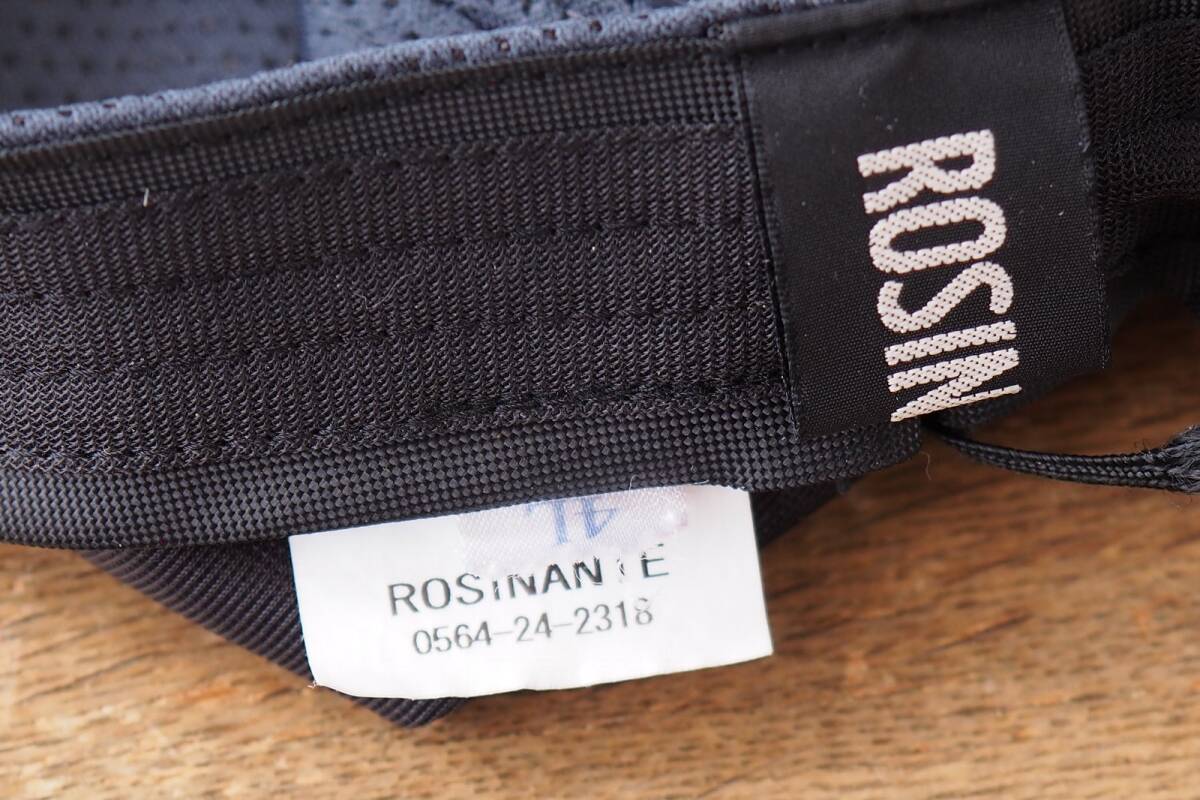 ROSIN
4L
ROSINANTE
0564-24-2318